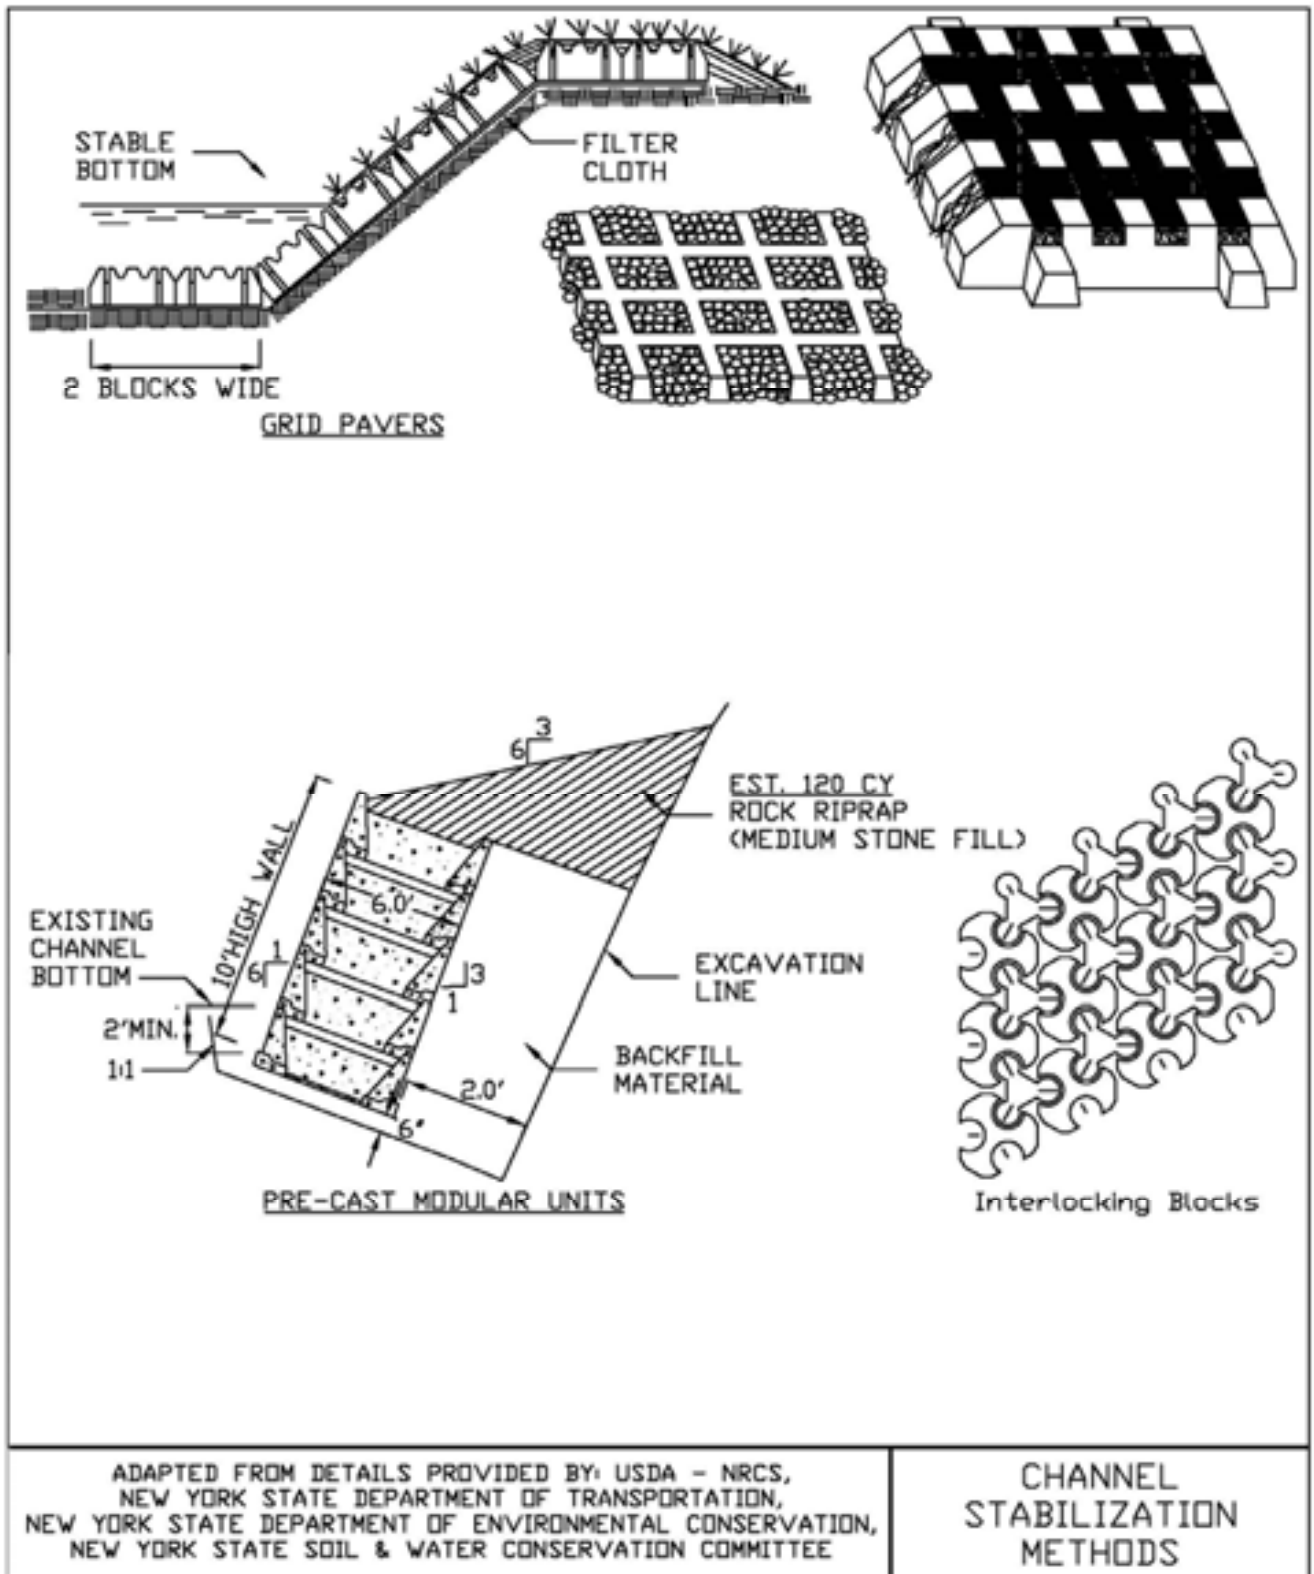 STABLE
BOTTOM
FILTER
CLOTH
2 BLOCKS WIDE
GRID PAVERS
3
6
EST. 120 CY
ROCK RIPRAP
(MEDIUM STONE FILL)
10'HIGH WALL
6.0'
EXISTING
CHANNEL
BOTTOM
1
6
3
1
EXCAVATION
LINE
2'MIN.
1:1
BACKFILL
MATERIAL
2.0'
6"
PRE-CAST MODULAR UNITS
Interlocking Blocks
ADAPTED FROM DETAILS PROVIDED BY: USDA - NRCS,
NEW YORK STATE DEPARTMENT OF TRANSPORTATION,
NEW YORK STATE DEPARTMENT OF ENVIRONMENTAL CONSERVATION,
NEW YORK STATE SOIL & WATER CONSERVATION COMMITTEE
CHANNEL
STABILIZATION
METHODS